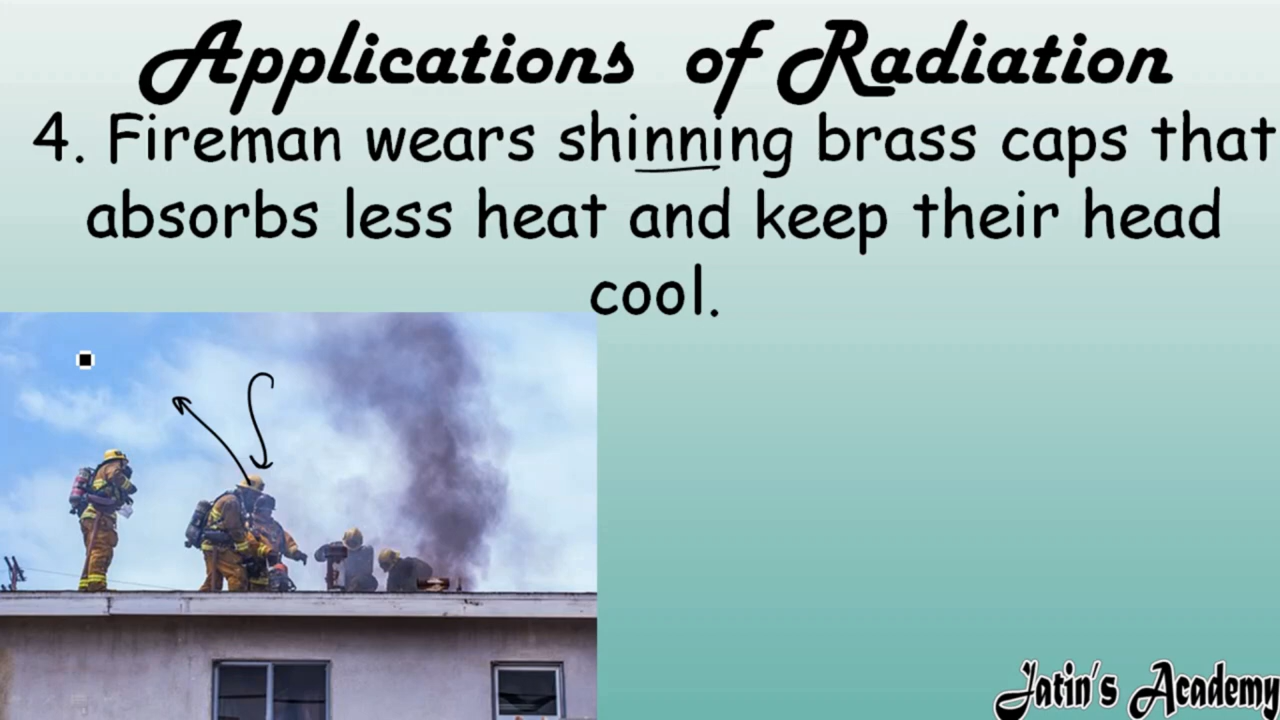 Applications of Radiation
4. Fireman wears shinning brass caps that
absorbs less heat and keep their head
cool.
Jatin's Academy